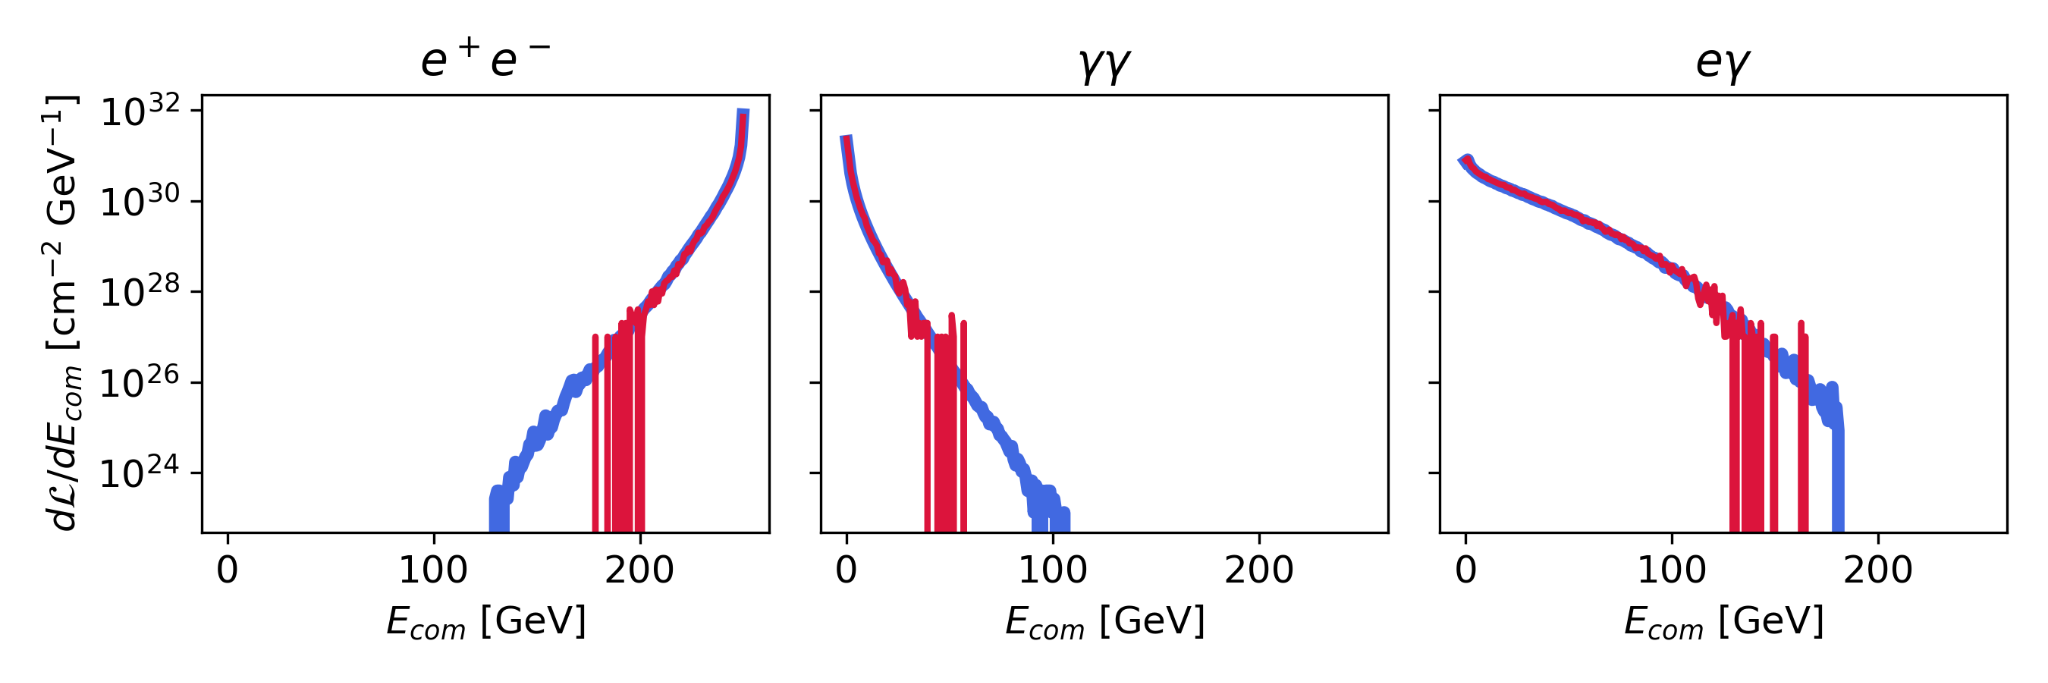 e⁺e⁻
γγ
eγ
dℒ/dE_com [cm⁻² GeV⁻¹]
10³²
10³⁰
10²⁸
10²⁶
10²⁴
0 100 200
0 100 200
0 100 200
E_com [GeV]
E_com [GeV]
E_com [GeV]